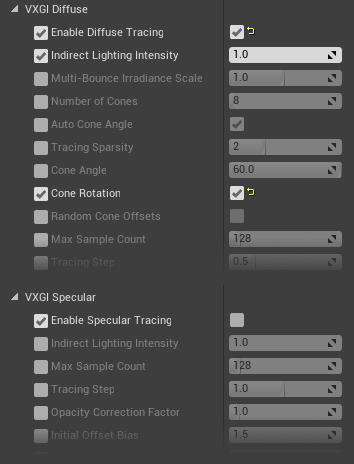 VXGI Diffuse
Enable Diffuse Tracing
Indirect Lighting Intensity 1.0
Multi-Bounce Irradiance Scale 1.0
Number of Cones 8
Auto Cone Angle
Tracing Sparsity 2
Cone Angle 60.0
Cone Rotation
Random Cone Offsets
Max Sample Count 128
Tracing Step 0.5
VXGI Specular
Enable Specular Tracing
Indirect Lighting Intensity 1.0
Max Sample Count 128
Tracing Step 1.0
Opacity Correction Factor 1.0
Initial Offset Bias 1.5